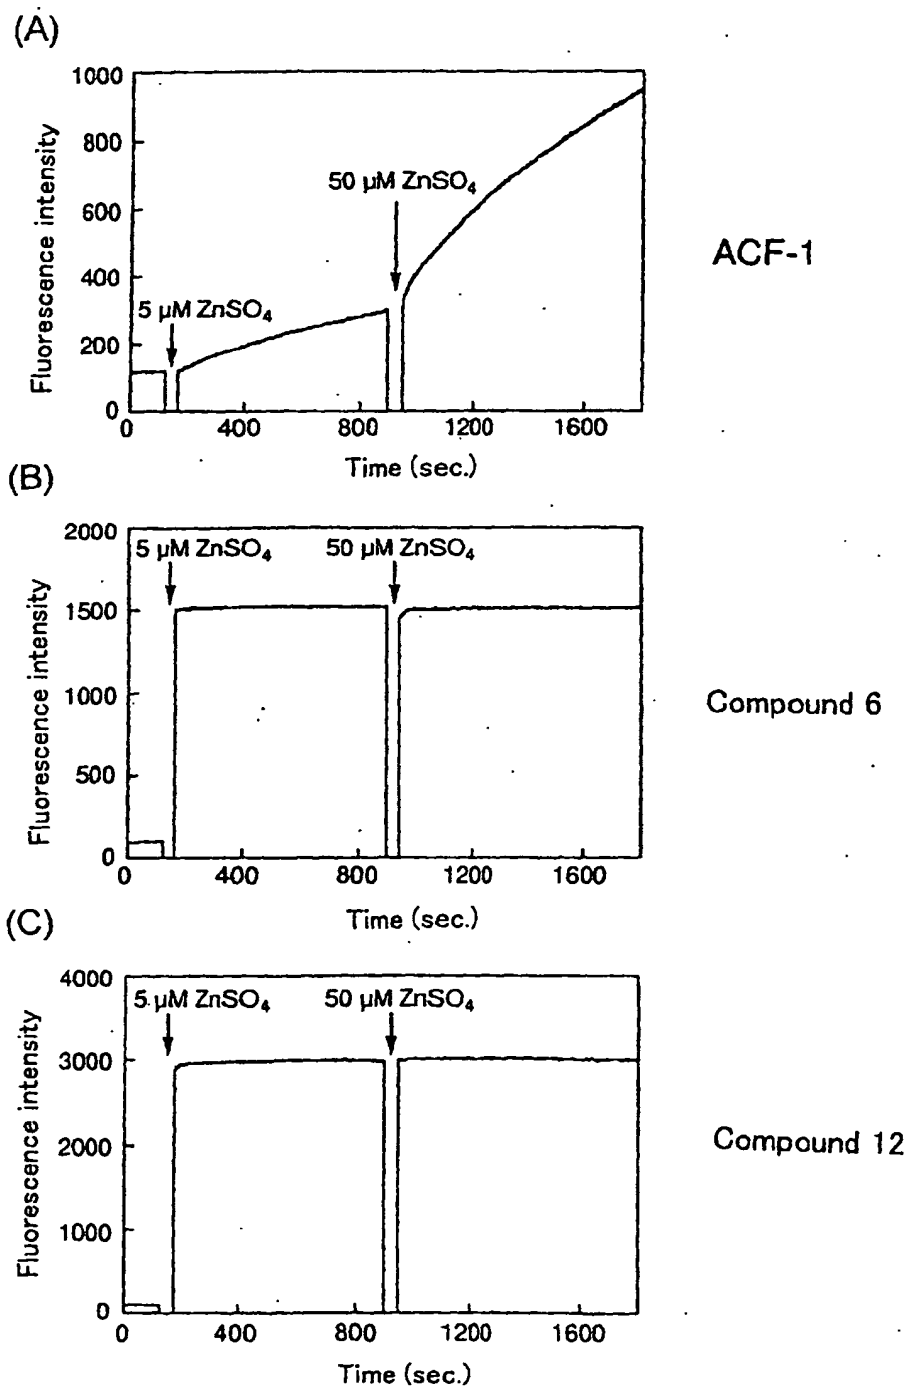 (A)
Fluorescence intensity
1000
800
600
400
200
0
50 µM ZnSO₄
5 µM ZnSO₄
0 400 800 1200 1600
Time (sec.)
ACF-1
(B)
Fluorescence intensity
2000
1500
1000
500
0
5 µM ZnSO₄ 50 µM ZnSO₄
0 400 800 1200 1600
Time (sec.)
Compound 6
(C)
Fluorescence intensity
4000
3000
2000
1000
0
5 µM ZnSO₄ 50 µM ZnSO₄
0 400 800 1200 1600
Time (sec.)
Compound 12